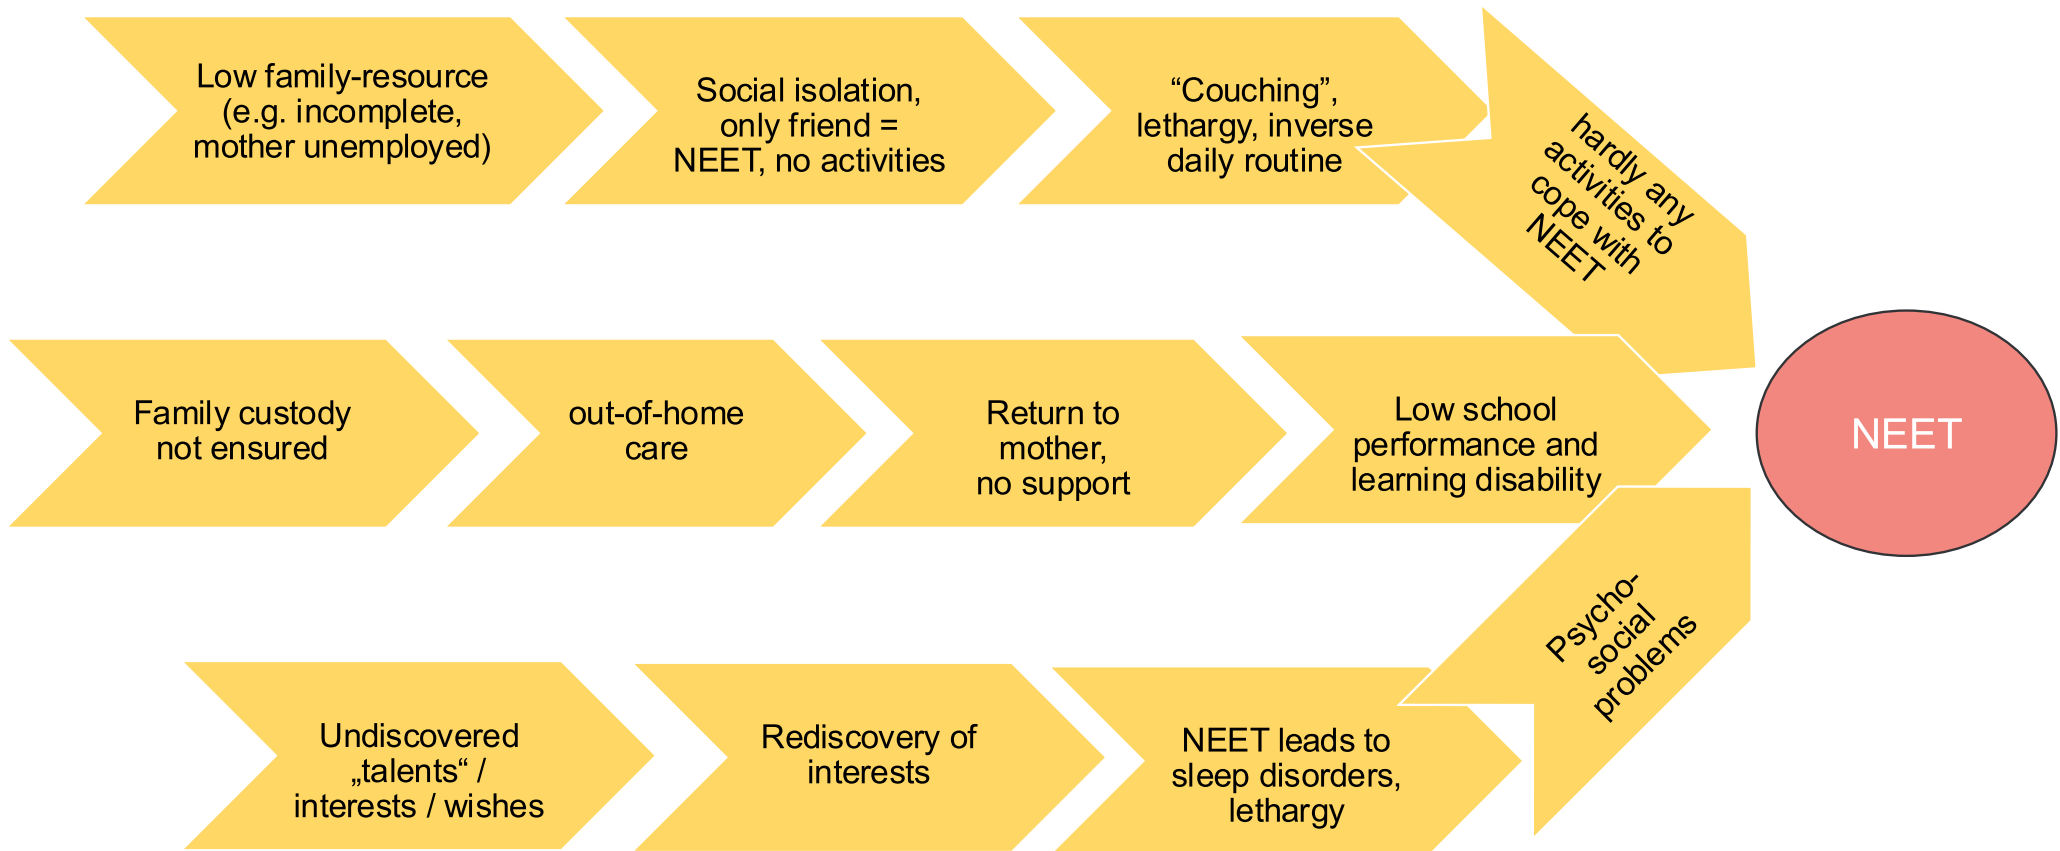 Low family-resource
(e.g. incomplete,
mother unemployed)
Social isolation,
only friend =
NEET, no activities
“Couching”,
lethargy, inverse
daily routine
hardly any
activities to
cope with
NEET
Family custody
not ensured
out-of-home
care
Return to
mother,
no support
Low school
performance and
learning disability
NEET
Undiscovered
„talents“ /
interests / wishes
Rediscovery of
interests
NEET leads to
sleep disorders,
lethargy
Psycho-
social
problems